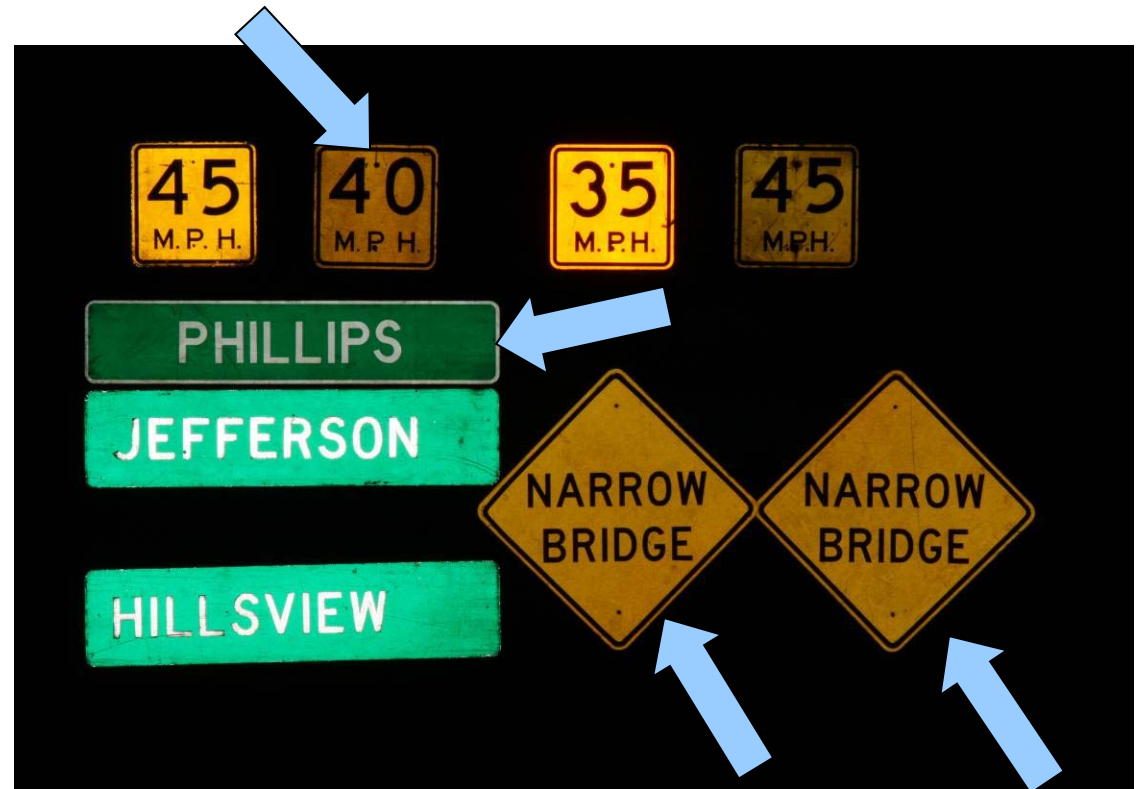 45
M.P.H.
40
M.P.H.
35
M.P.H.
45
M.P.H.
PHILLIPS
JEFFERSON
HILLSVIEW
NARROW
BRIDGE
NARROW
BRIDGE